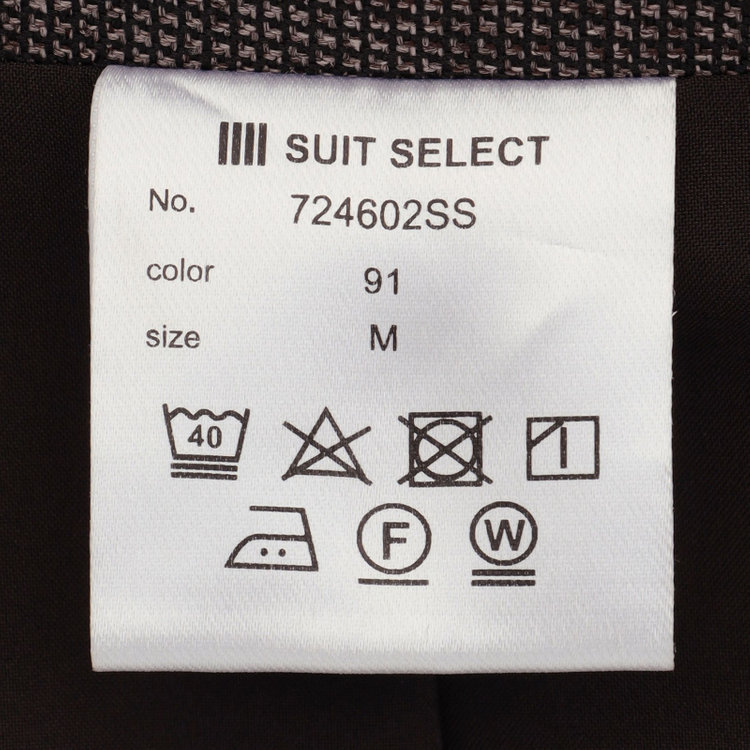 SUIT SELECT
No. 724602SS
color 91
size M
40
F W